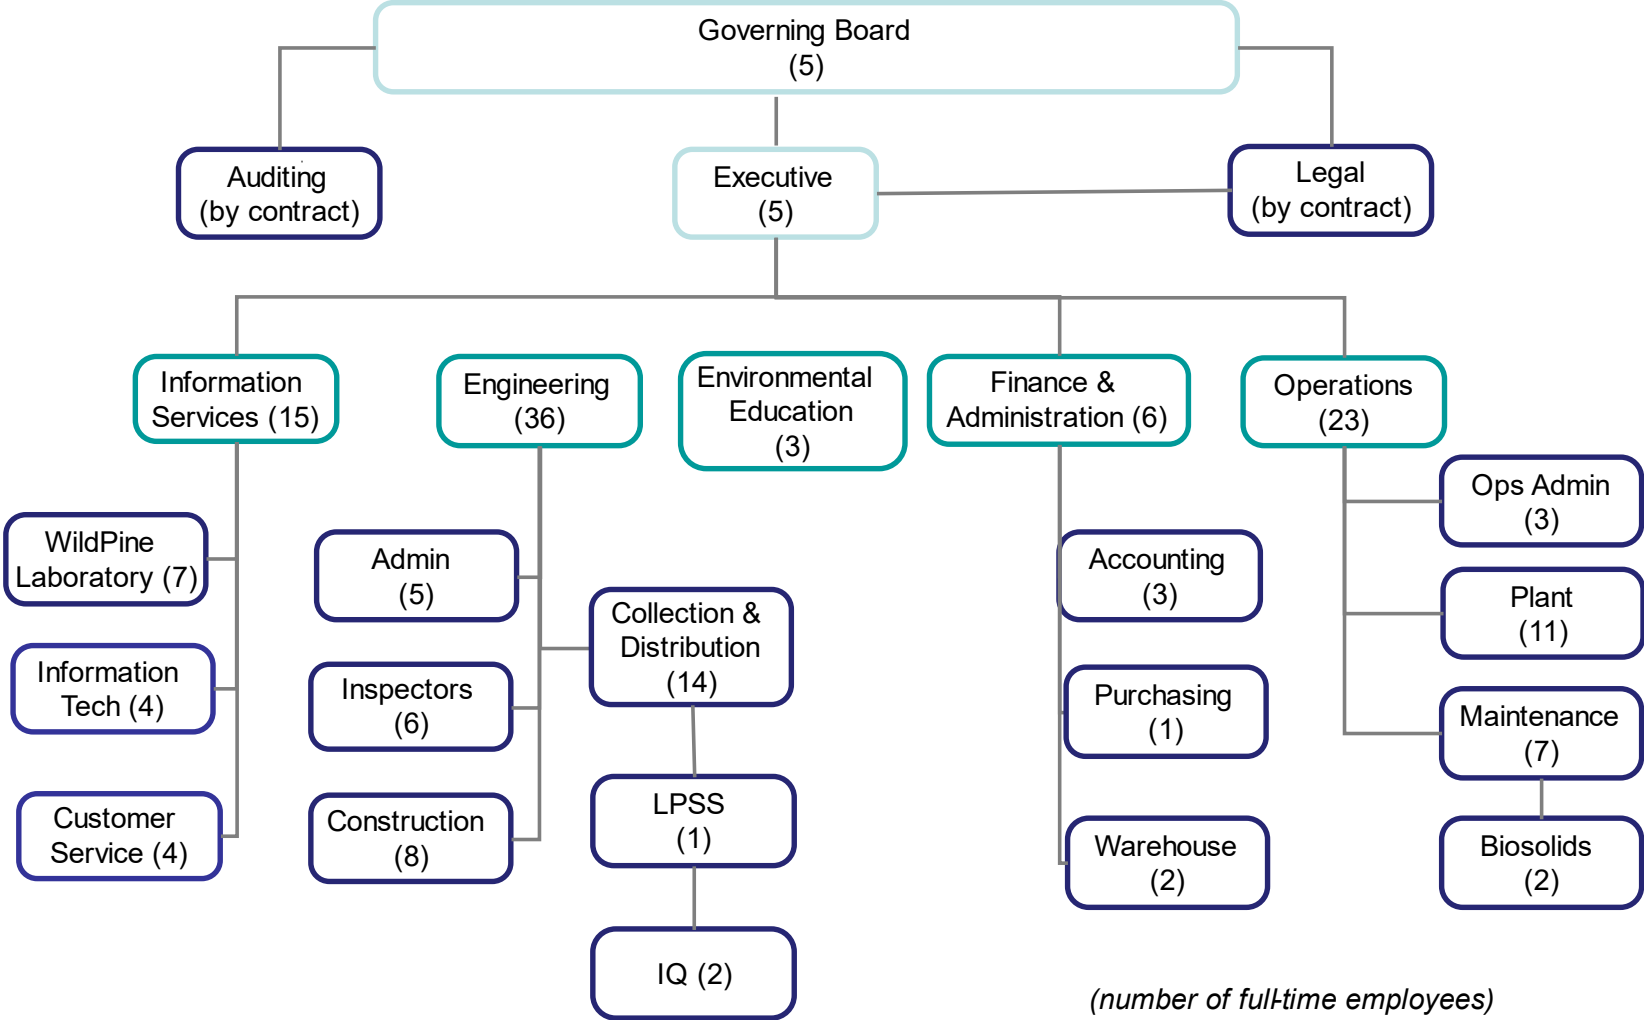 Governing Board
(5)
Auditing
(by contract)
Executive
(5)
Legal
(by contract)
Information
Services (15)
Engineering
(36)
Environmental
Education
(3)
Finance &
Administration (6)
Operations
(23)
WildPine
Laboratory (7)
Information
Tech (4)
Customer
Service (4)
Admin
(5)
Inspectors
(6)
Construction
(8)
Collection &
Distribution
(14)
LPSS
(1)
IQ (2)
Accounting
(3)
Purchasing
(1)
Warehouse
(2)
Ops Admin
(3)
Plant
(11)
Maintenance
(7)
Biosolids
(2)
(number of full-time employees)